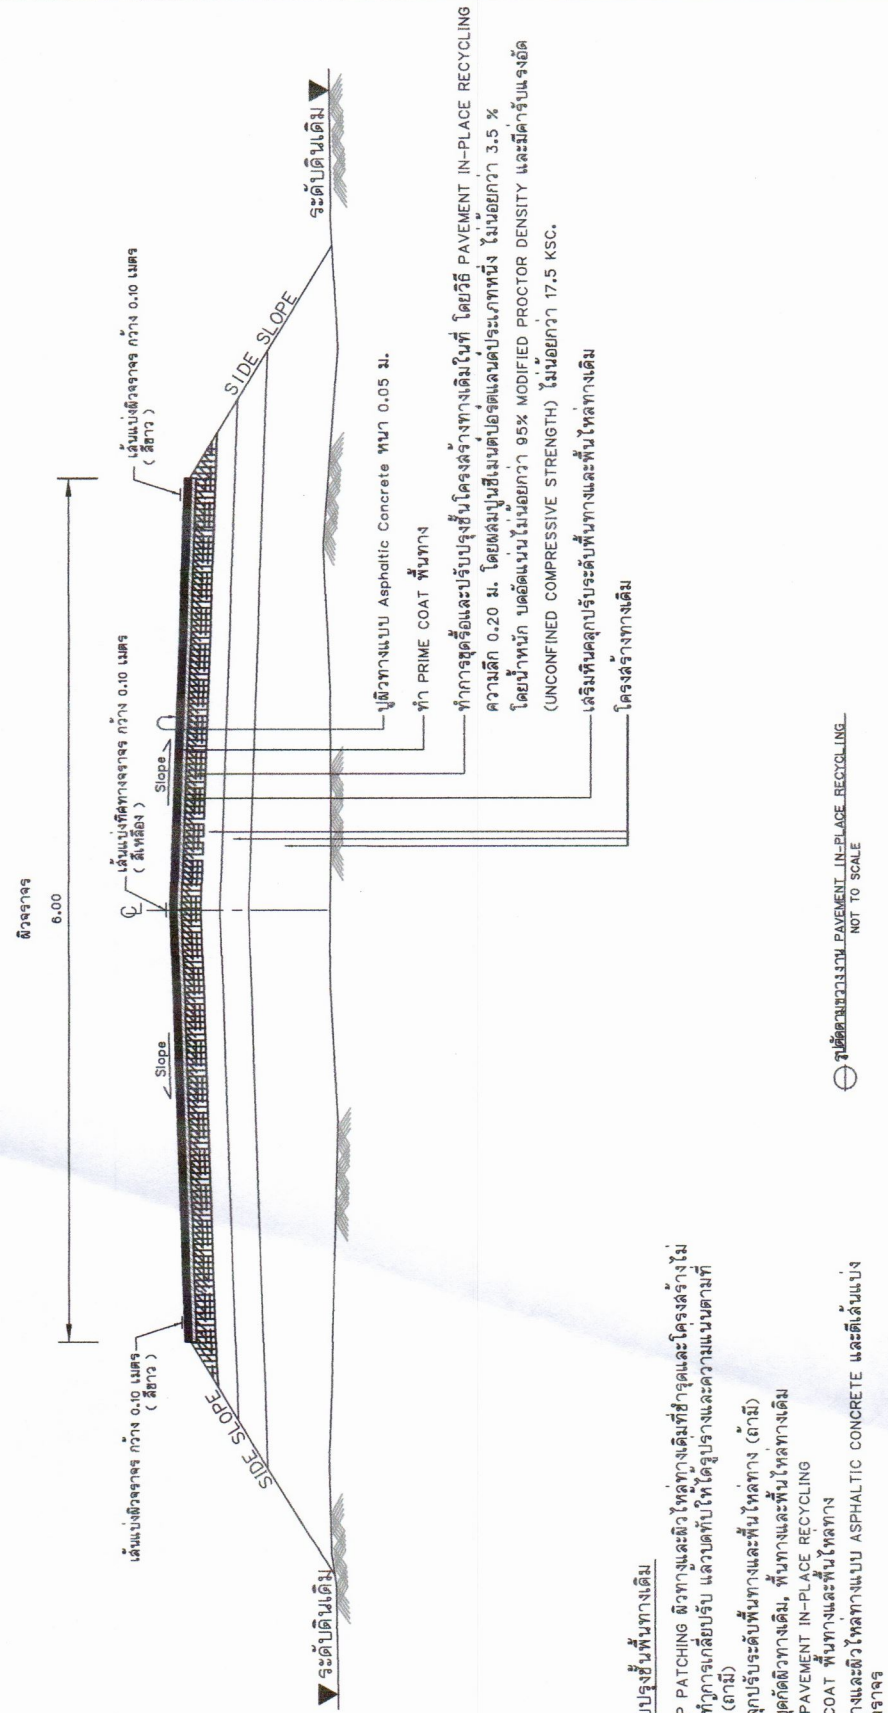 ผิวจราจร
6.00
เส้นแบ่งผิวจราจร กว้าง 0.10 เมตร
( สีขาว )
เส้นแบ่งทิศทางจราจร กว้าง 0.10 เมตร
( สีเหลือง )
เส้นแบ่งผิวจราจร กว้าง 0.10 เมตร
( สีขาว )
Slope
Slope
SIDE SLOPE
SIDE SLOPE
ระดับดินเดิม
ระดับดินเดิม
ปูผิวทางแบบ Asphaltic Concrete หนา 0.05 ม.
ทำ PRIME COAT พื้นทาง
ทำการขุดรื้อและปรับปรุงชั้นโครงสร้างทางเดิมในที่ โดยวิธี PAVEMENT IN-PLACE RECYCLING
ความลึก 0.20 ม. โดยผสมปูนซีเมนต์ปอร์ตแลนด์ประเภทหนึ่ง ไม่น้อยกว่า 3.5 %
โดยน้ำหนัก บดอัดแน่นไม่น้อยกว่า 95% MODIFIED PROCTOR DENSITY และมีค่ารับแรงอัด
(UNCONFINED COMPRESSIVE STRENGTH) ไม่น้อยกว่า 17.5 KSC.
เสริมหินคลุกปรับระดับพื้นทางและพื้นไหล่ทางเดิม
โครงสร้างทางเดิม
รูปตัดตามขวางงาน PAVEMENT IN-PLACE RECYCLING
NOT TO SCALE
ปรุงชั้นพื้นทางเดิม
P PATCHING ผิวทางและผิวไหล่ทางเดิมที่ชำรุดและโครงสร้างไม่
ทำการเกลี่ยปรับ แล้วบดทับให้ได้รูปร่างและความแน่นตามที่
(ถ้ามี)
ลุกปรับระดับพื้นทางและพื้นไหล่ทาง (ถ้ามี)
ุดกัดผิวทางเดิม, พื้นทางและพื้นไหล่ทางเดิม
PAVEMENT IN-PLACE RECYCLING
COAT พื้นทางและพื้นไหล่ทาง
างและผิวไหล่ทางแบบ ASPHALTIC CONCRETE และตีเส้นแบ่ง
ราจร